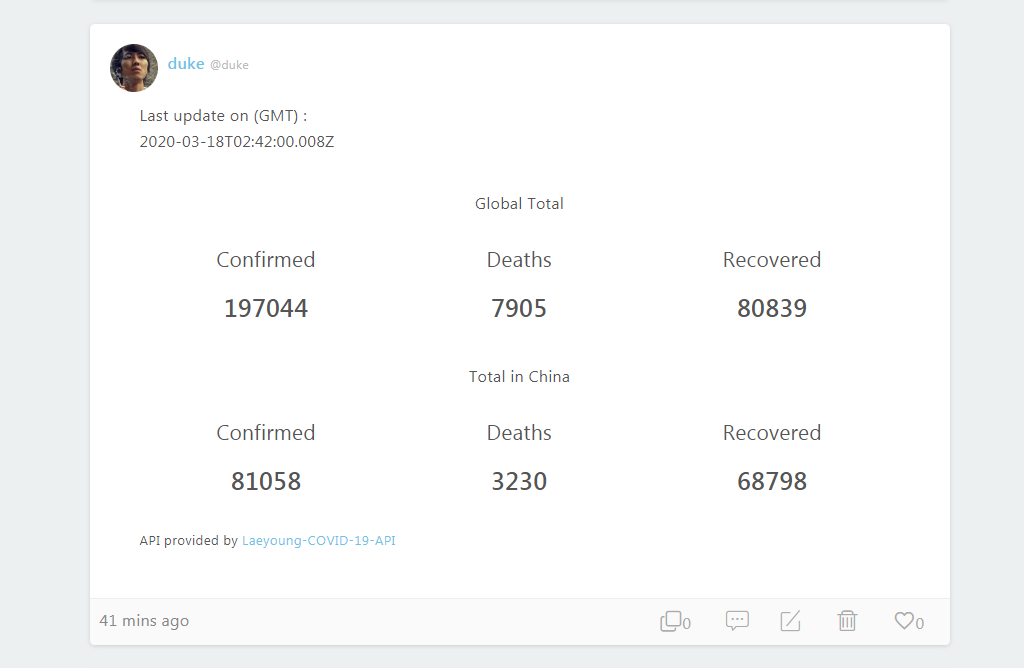 duke @duke
Last update on (GMT) :
2020-03-18T02:42:00.008Z
Global Total
Confirmed Deaths Recovered
197044 7905 80839
Total in China
Confirmed Deaths Recovered
81058 3230 68798
API provided by Laeyoung-COVID-19-API
41 mins ago 0 0